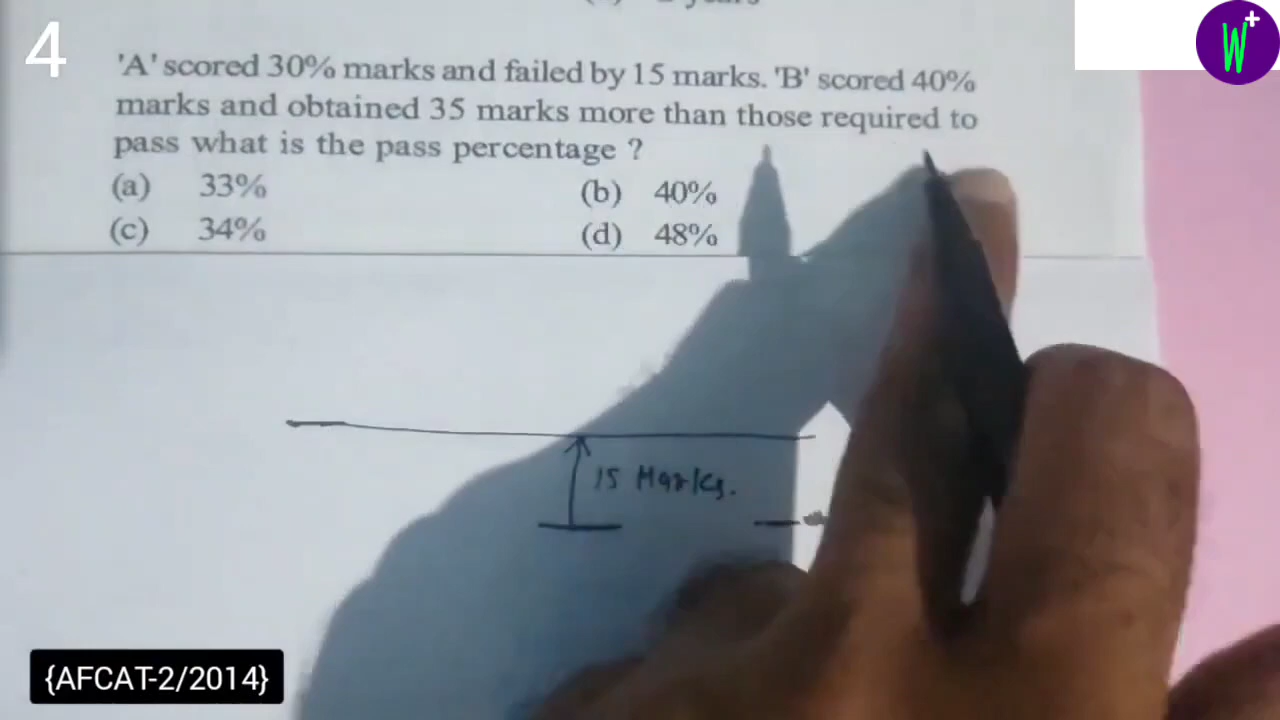 4
W+
'A' scored 30% marks and failed by 15 marks. 'B' scored 40%
marks and obtained 35 marks more than those required to
pass what is the pass percentage ?
(a) 33% (b) 40%
(c) 34% (d) 48%
15 Marks.
{AFCAT-2/2014}